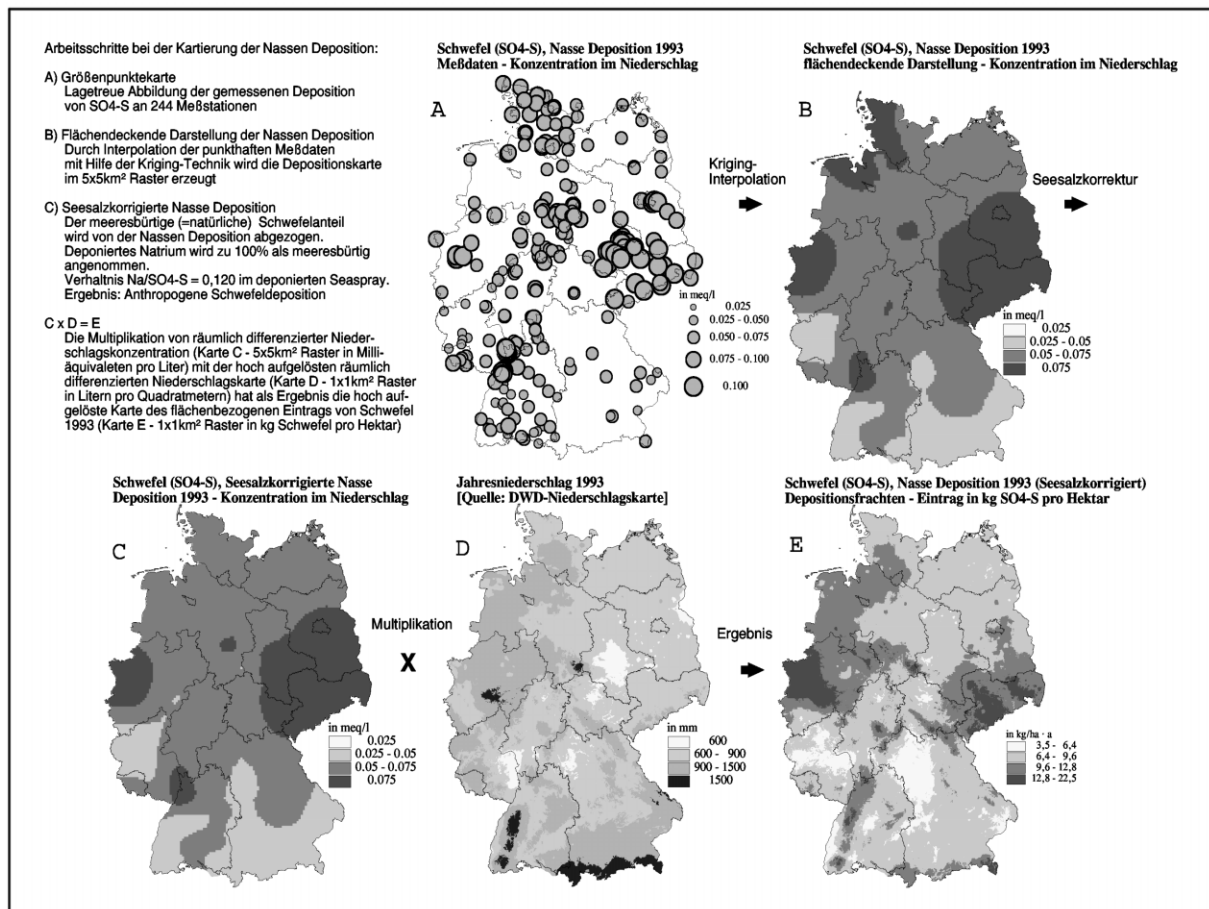 Arbeitsschritte bei der Kartierung der Nassen Deposition:
A) Größenpunktekarte
Lagetreue Abbildung der gemessenen Deposition
von SO4-S an 244 Meßstationen
B) Flächendeckende Darstellung der Nassen Deposition
Durch Interpolation der punkthaften Meßdaten
mit Hilfe der Kriging-Technik wird die Depositionskarte
im 5x5km² Raster erzeugt
C) Seesalzkorrigierte Nasse Deposition
Der meeresbürtige (=natürliche) Schwefelanteil
wird von der Nassen Deposition abgezogen.
Deponiertes Natrium wird zu 100% als meeresbürtig
angenommen.
Verhaltnis Na/SO4-S = 0,120 im deponierten Seaspray.
Ergebnis: Anthropogene Schwefeldeposition
C x D = E
Die Multiplikation von räumlich differenzierter Nieder-
schlagskonzentration (Karte C - 5x5km² Raster in Milli-
äquivaleten pro Liter) mit der hoch aufgelösten räumlich
differenzierten Niederschlagskarte (Karte D - 1x1km² Raster
in Litern pro Quadratmetern) hat als Ergebnis die hoch auf-
gelöste Karte des flächenbezogenen Eintrags von Schwefel
1993 (Karte E - 1x1km² Raster in kg Schwefel pro Hektar)
Schwefel (SO4-S), Nasse Deposition 1993
Meßdaten - Konzentration im Niederschlag
A
in meq/l
0.025
0.025 - 0.050
0.050 - 0.075
0.075 - 0.100
0.100
Kriging-
Interpolation
Schwefel (SO4-S), Nasse Deposition 1993
flächendeckende Darstellung - Konzentration im Niederschlag
B
in meq/l
0.025
0.025 - 0.05
0.05 - 0.075
0.075
Seesalzkorrektur
Schwefel (SO4-S), Seesalzkorrigierte Nasse
Deposition 1993 - Konzentration im Niederschlag
C
in meq/l
0.025
0.025 - 0.05
0.05 - 0.075
0.075
Multiplikation
X
Jahresniederschlag 1993
[Quelle: DWD-Niederschlagskarte]
D
in mm
600
600 - 900
900 - 1500
1500
Ergebnis
Schwefel (SO4-S), Nasse Deposition 1993 (Seesalzkorrigiert)
Depositionsfrachten - Eintrag in kg SO4-S pro Hektar
E
in kg/ha · a
3,5 - 6,4
6,4 - 9,6
9,6 - 12,8
12,8 - 22,5